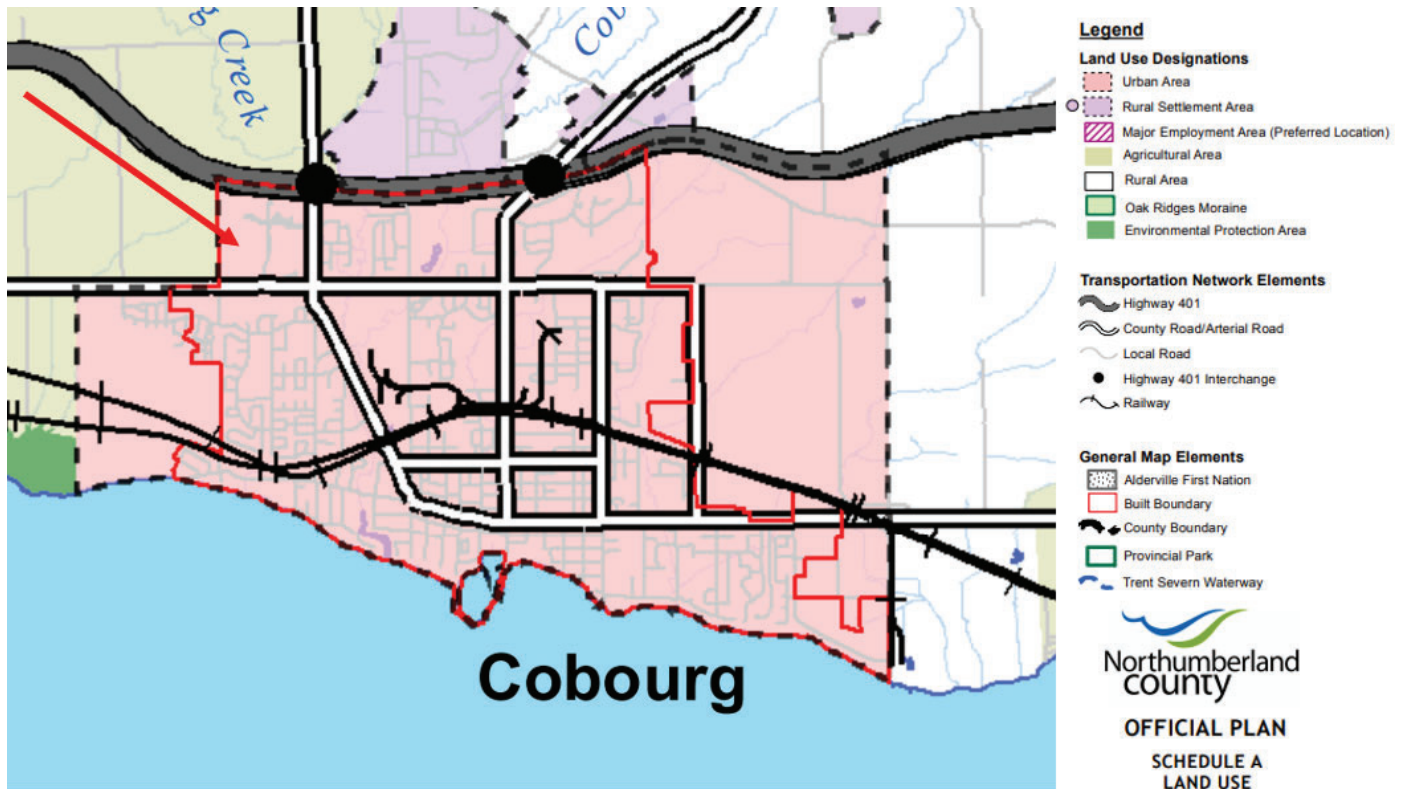 Creek
Cobourg
Legend
Land Use Designations
Urban Area
Rural Settlement Area
Major Employment Area (Preferred Location)
Agricultural Area
Rural Area
Oak Ridges Moraine
Environmental Protection Area
Transportation Network Elements
Highway 401
County Road/Arterial Road
Local Road
Highway 401 Interchange
Railway
General Map Elements
Alderville First Nation
Built Boundary
County Boundary
Provincial Park
Trent Severn Waterway
Northumberland
county
OFFICIAL PLAN
SCHEDULE A
LAND USE